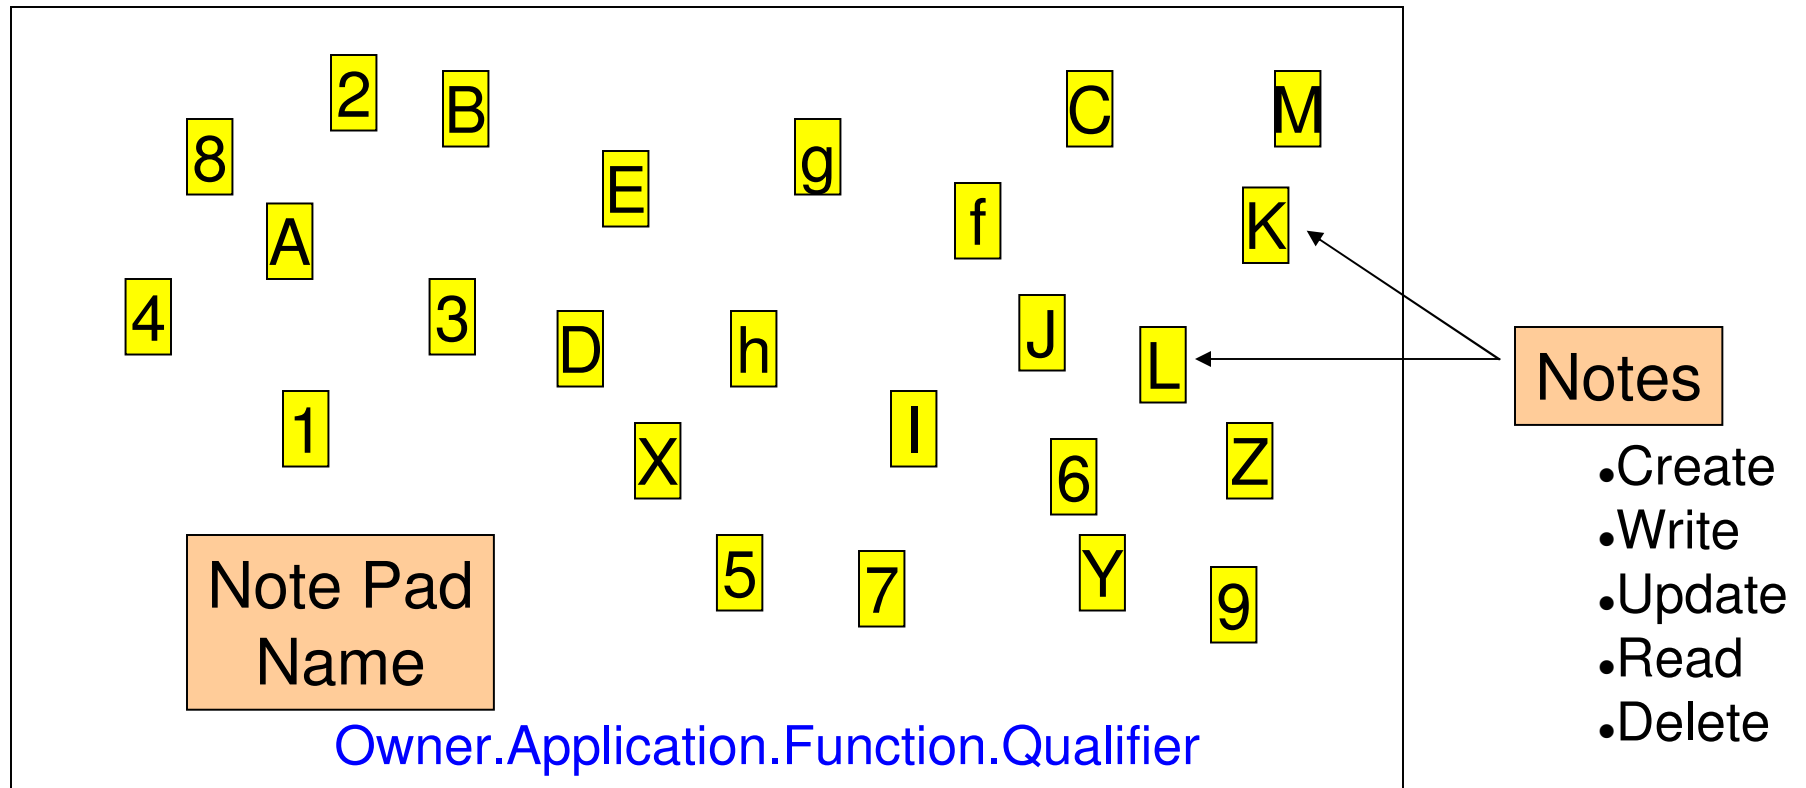 2
B
C
M
8
g
E
f
K
A
4
3
D
h
J
L
1
X
I
6
Z
5
7
Y
9
Note Pad
Name
Owner.Application.Function.Qualifier
Notes
•Create
•Write
•Update
•Read
•Delete